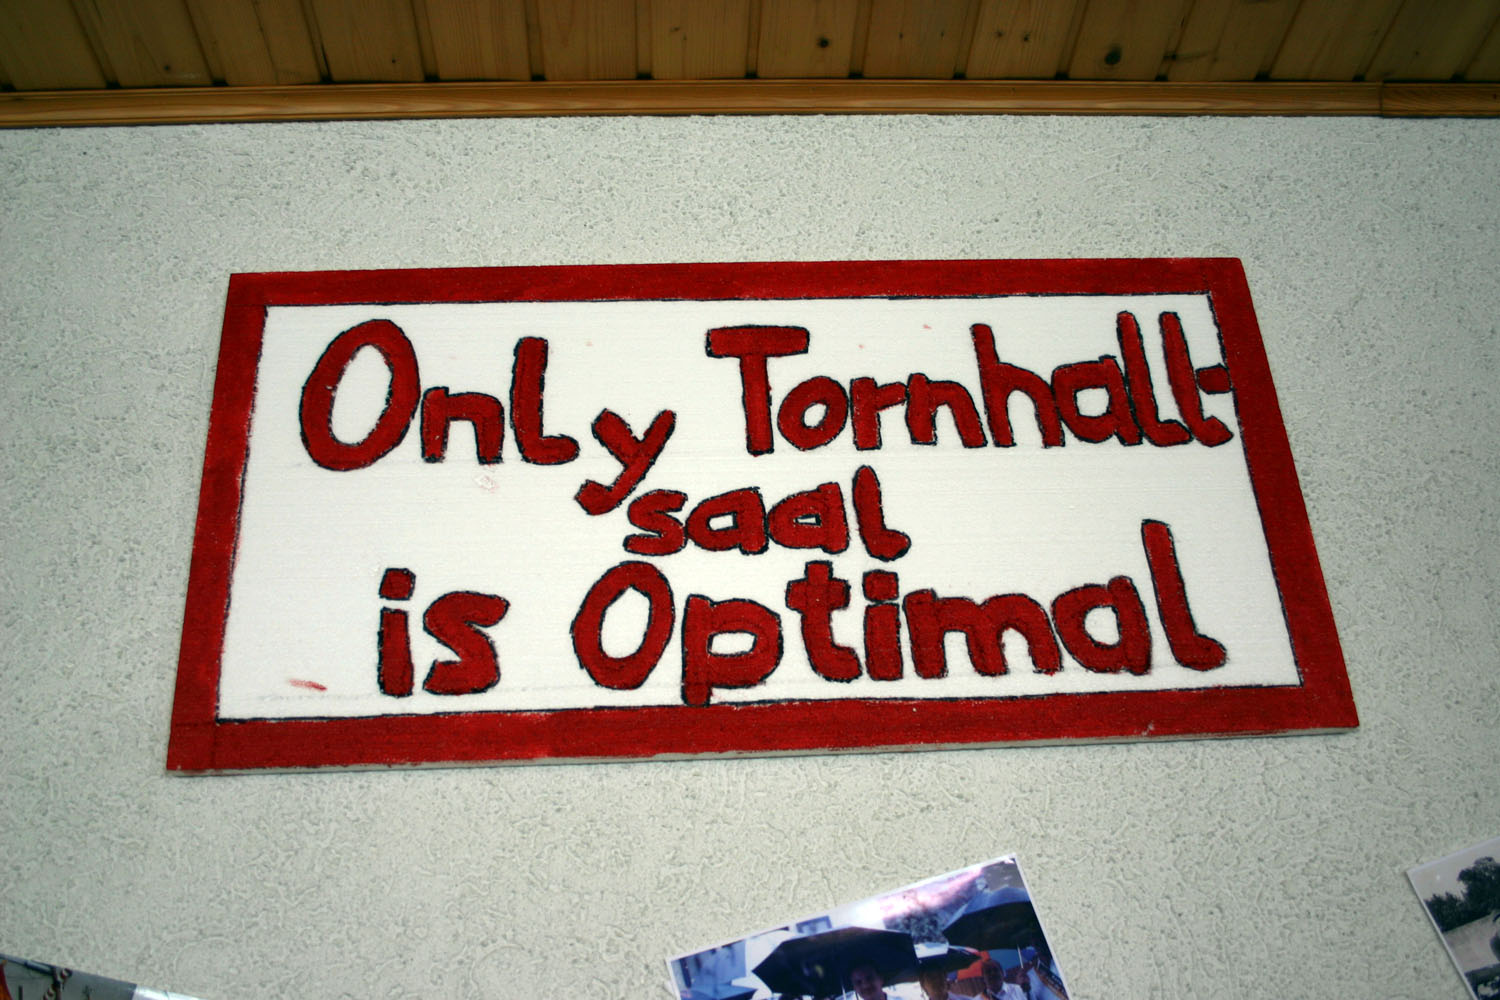 Only Tornhall-
saal
is Optimal